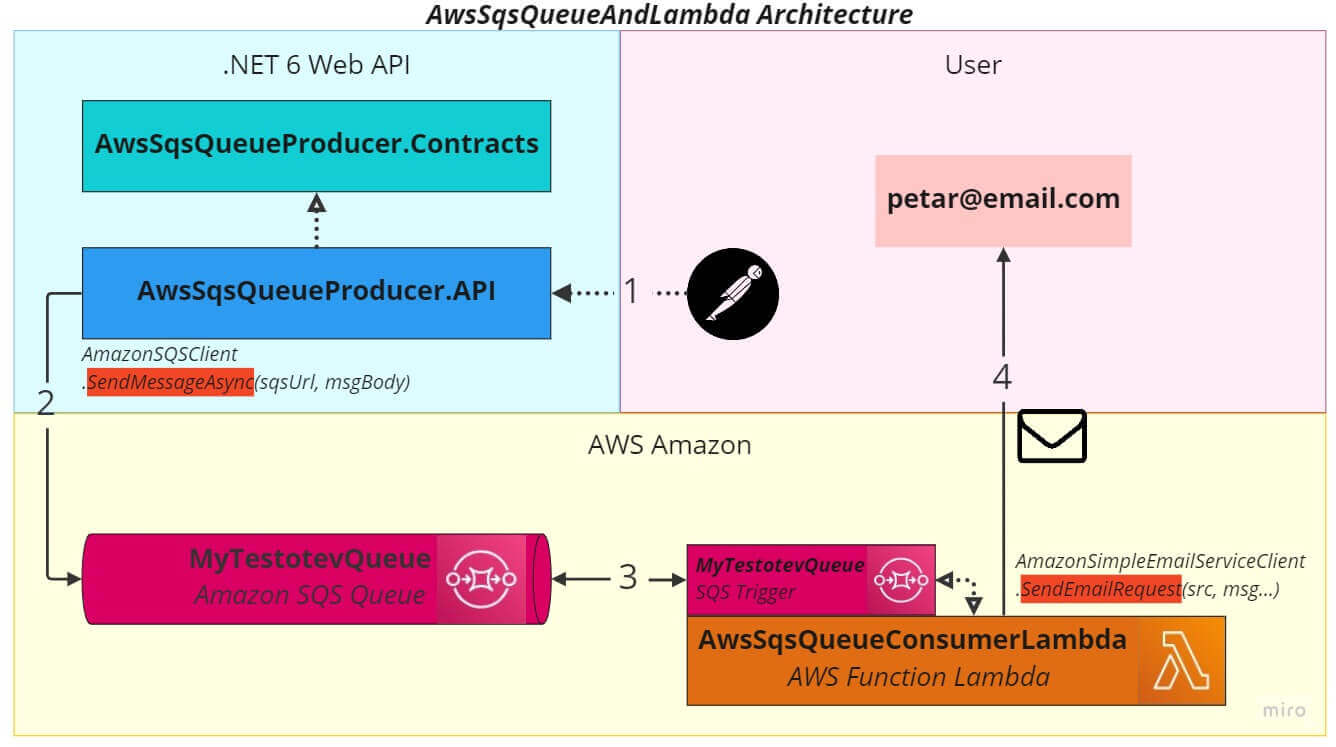 AwsSqsQueueAndLambda Architecture
.NET 6 Web API
User
AwsSqsQueueProducer.Contracts
petar@email.com
AwsSqsQueueProducer.API
1
AmazonSQSClient
.SendMessageAsync(sqsUrl, msgBody)
2
4
AWS Amazon
MyTestotevQueue
Amazon SQS Queue
3
MyTestotevQueue
SQS Trigger
AmazonSimpleEmailServiceClient
.SendEmailRequest(src, msg...)
AwsSqsQueueConsumerLambda
AWS Function Lambda
miro